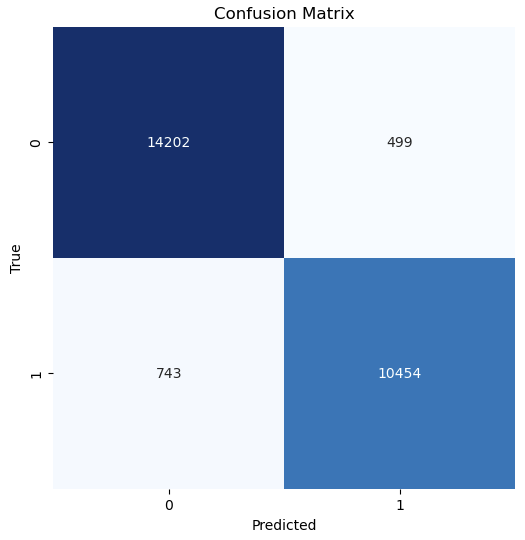 Confusion Matrix
True
0
14202
499
1
743
10454
0
1
Predicted